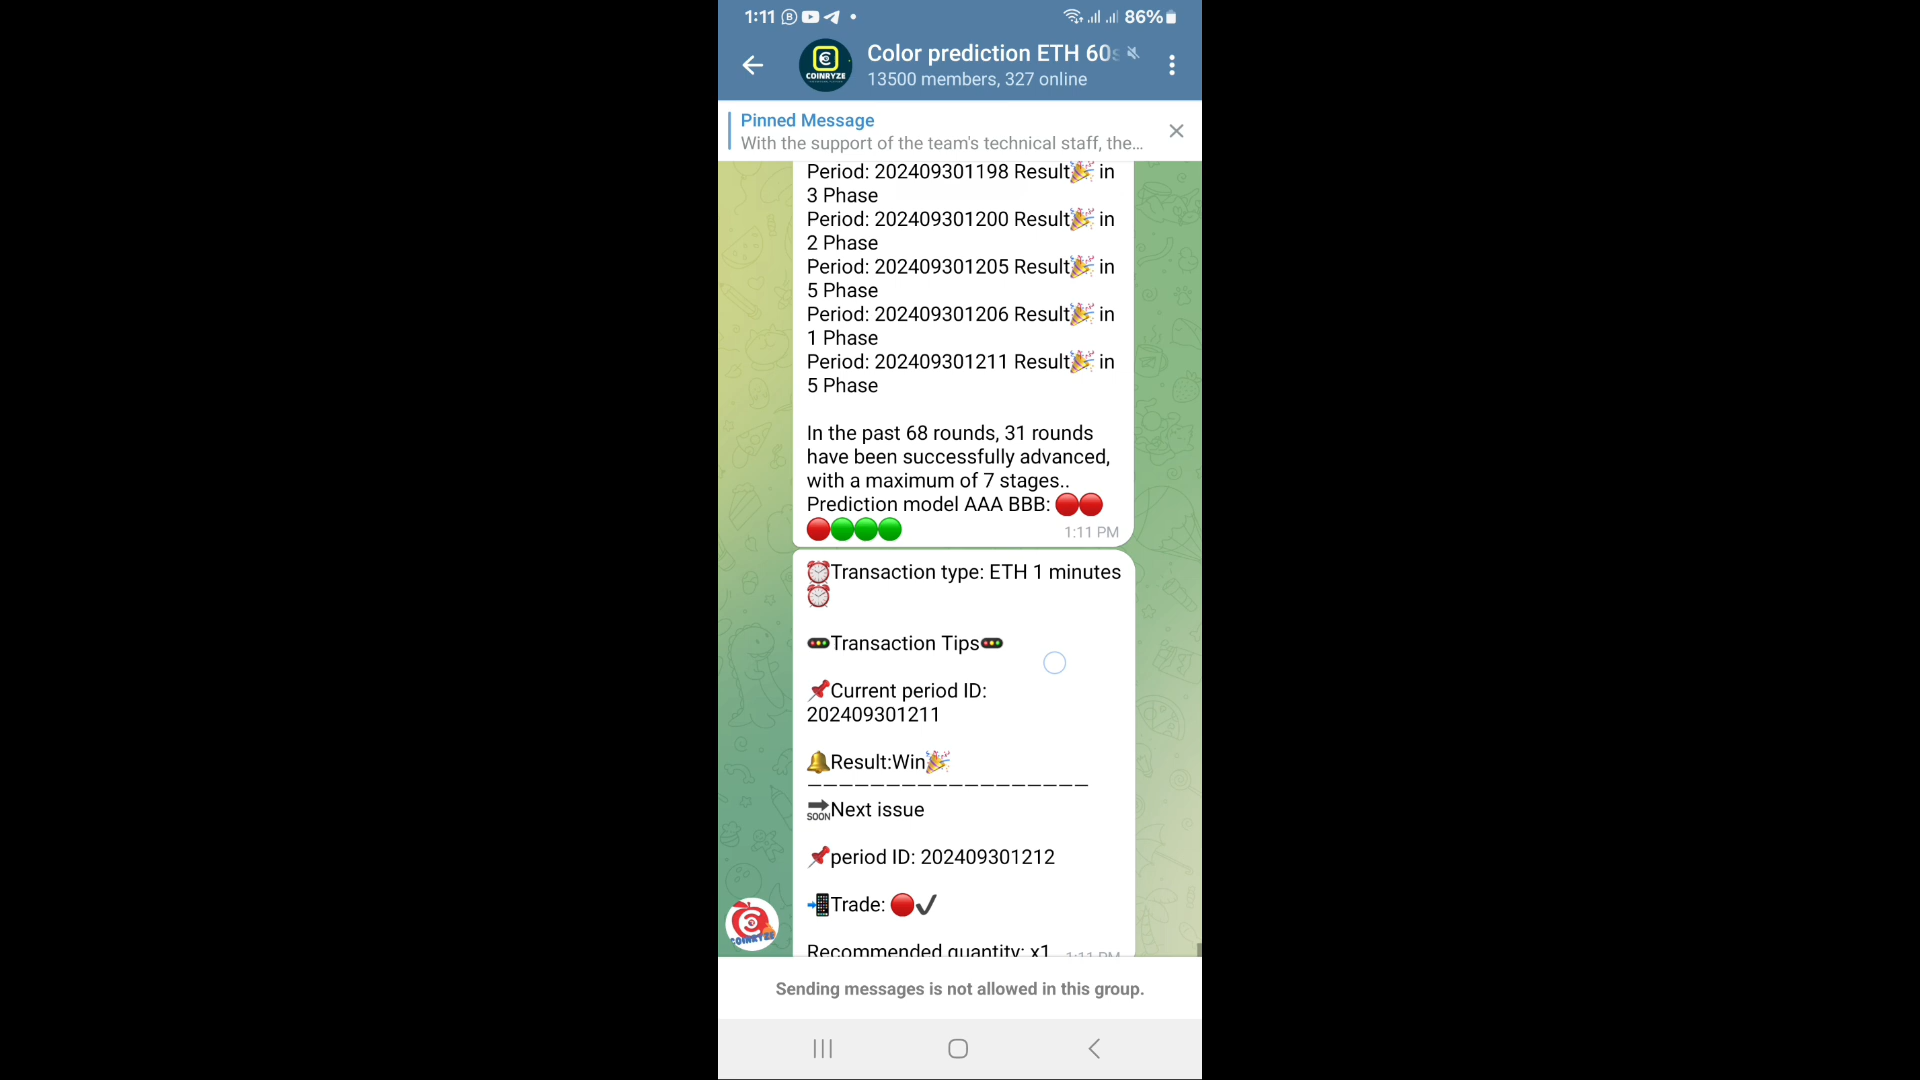 1:11
86%
Color prediction ETH 60s
13500 members, 327 online
COINRYZE
Pinned Message
With the support of the team's technical staff, the...
Period: 202409301198 Result🎉 in
3 Phase
Period: 202409301200 Result🎉 in
2 Phase
Period: 202409301205 Result🎉 in
5 Phase
Period: 202409301206 Result🎉 in
1 Phase
Period: 202409301211 Result🎉 in
5 Phase
In the past 68 rounds, 31 rounds
have been successfully advanced,
with a maximum of 7 stages..
Prediction model AAA BBB: 🔴🔴
🔴🟢🟢🟢
1:11 PM
⏰Transaction type: ETH 1 minutes
⏰
🚥Transaction Tips🚥
📌Current period ID:
202409301211
🔔Result:Win🎉
——————————————————
🔜Next issue
📌period ID: 202409301212
📲Trade: 🔴✔
Recommended quantity: x1
1:11 PM
COINRYZE
Sending messages is not allowed in this group.